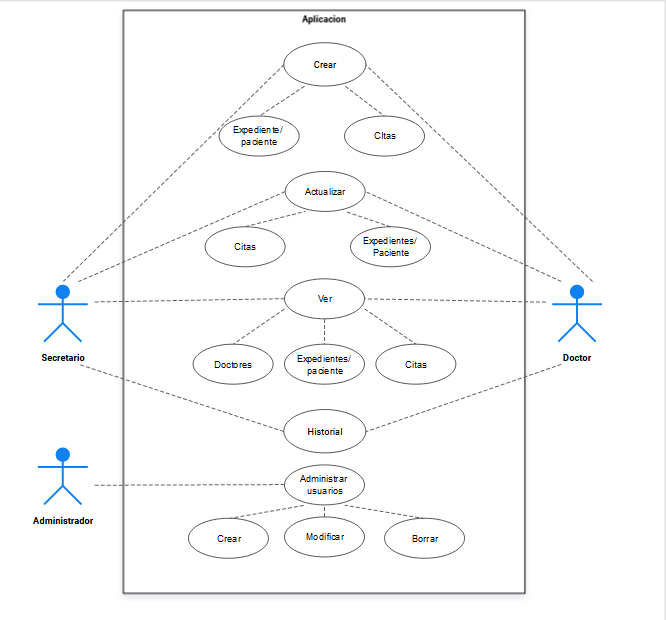 Aplicacion
Crear
Expediente/
paciente
CItas
Actualizar
Citas
Expedientes/
Paciente
Ver
Doctores
Expedientes/
paciente
Citas
Secretario
Doctor
Historial
Administrar
usuarios
Administrador
Crear
Modificar
Borrar